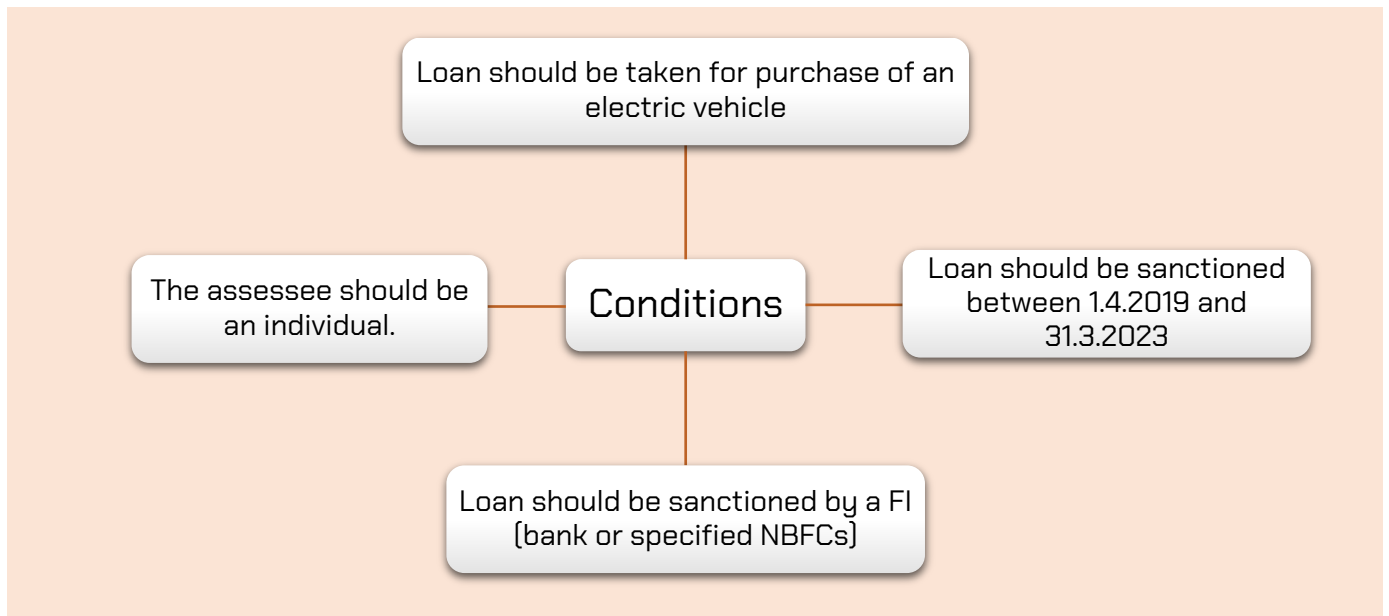 Loan should be taken for purchase of an
electric vehicle
The assessee should be
an individual.
Conditions
Loan should be sanctioned
between 1.4.2019 and
31.3.2023
Loan should be sanctioned by a FI
(bank or specified NBFCs)